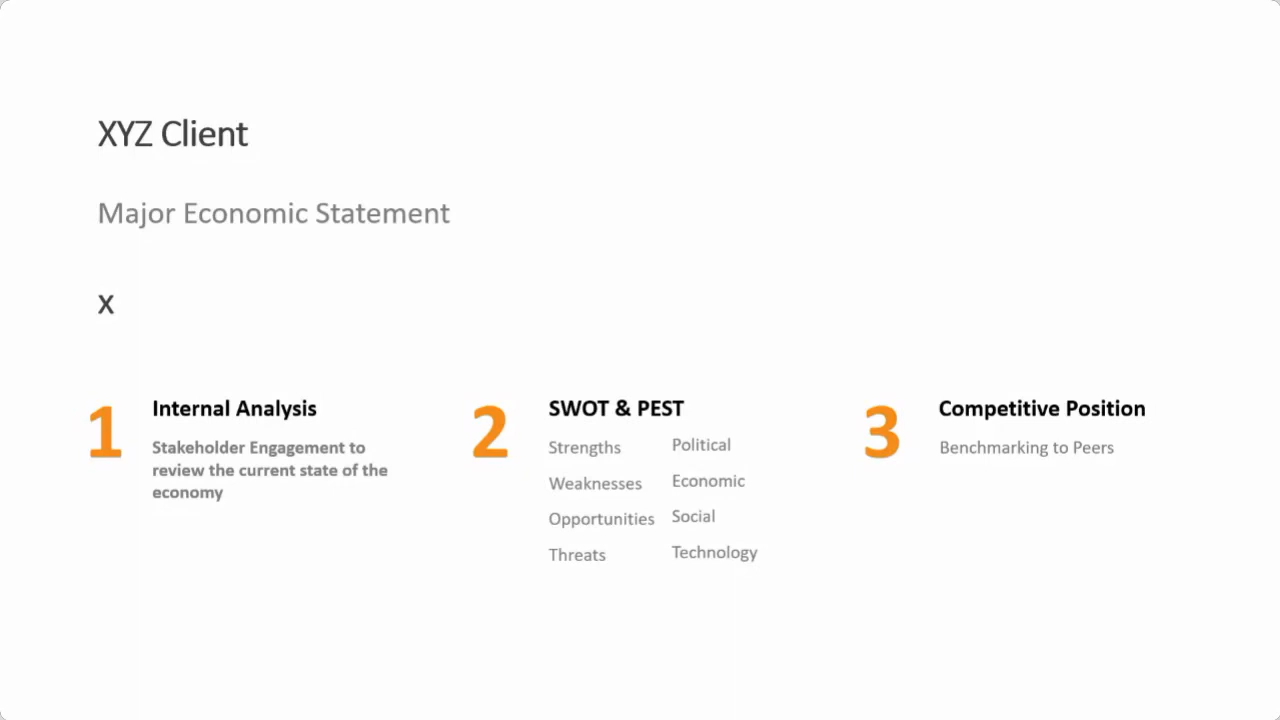 XYZ Client
Major Economic Statement
X
1
Internal Analysis
Stakeholder Engagement to
review the current state of the
economy
2
SWOT & PEST
Strengths
Weaknesses
Opportunities
Threats
Political
Economic
Social
Technology
3
Competitive Position
Benchmarking to Peers